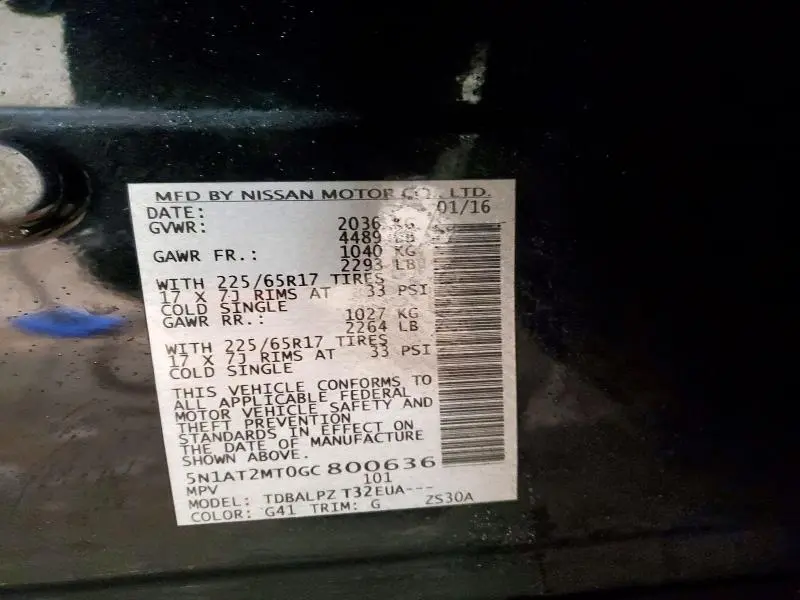 MFD BY NISSAN MOTOR CO., LTD.
DATE: 01/16
GVWR: 2036 KG
4489 LB
GAWR FR.: 1040 KG
2293 LB
WITH 225/65R17 TIRES
17 X 7J RIMS AT 33 PSI
COLD SINGLE
GAWR RR.: 1027 KG
2264 LB
WITH 225/65R17 TIRES
17 X 7J RIMS AT 33 PSI
COLD SINGLE
THIS VEHICLE CONFORMS TO
ALL APPLICABLE FEDERAL
MOTOR VEHICLE SAFETY AND
THEFT PREVENTION
STANDARDS IN EFFECT ON
THE DATE OF MANUFACTURE
SHOWN ABOVE.
5N1AT2MT0GC800636
MPV 101
MODEL: TDBALPZ T32EUA---
COLOR: G41 TRIM: G ZS30A